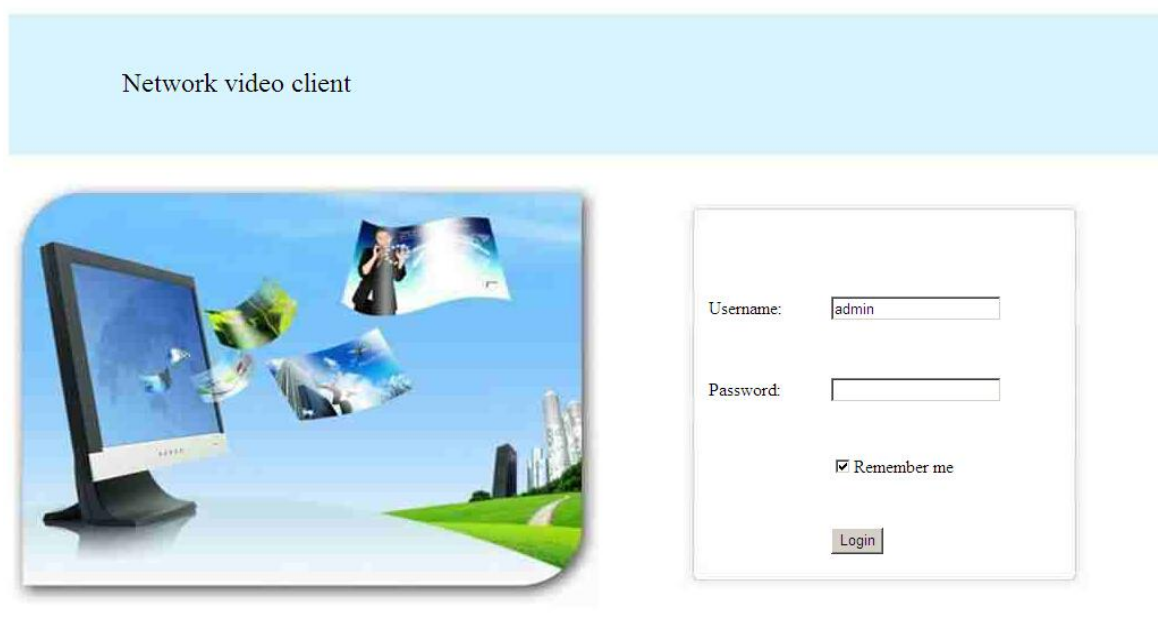 Network video client
Username: admin
Password:
Remember me
Login